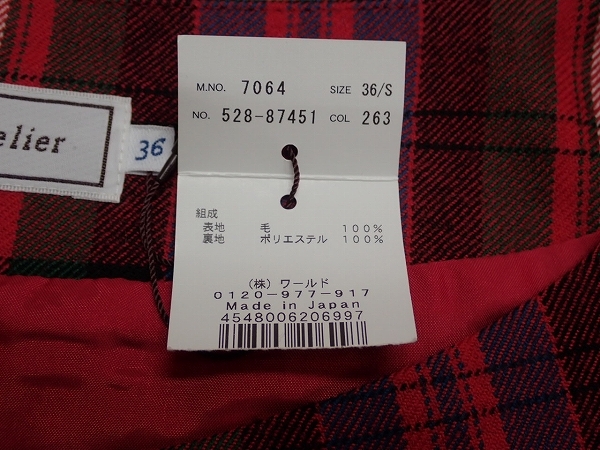 M.NO. 7064 SIZE 36/S
NO. 528-87451 COL 263
組成
表地 毛 100%
裏地 ポリエステル 100%
(株) ワールド
0120-977-917
Made in Japan
4548006206997
elier
36